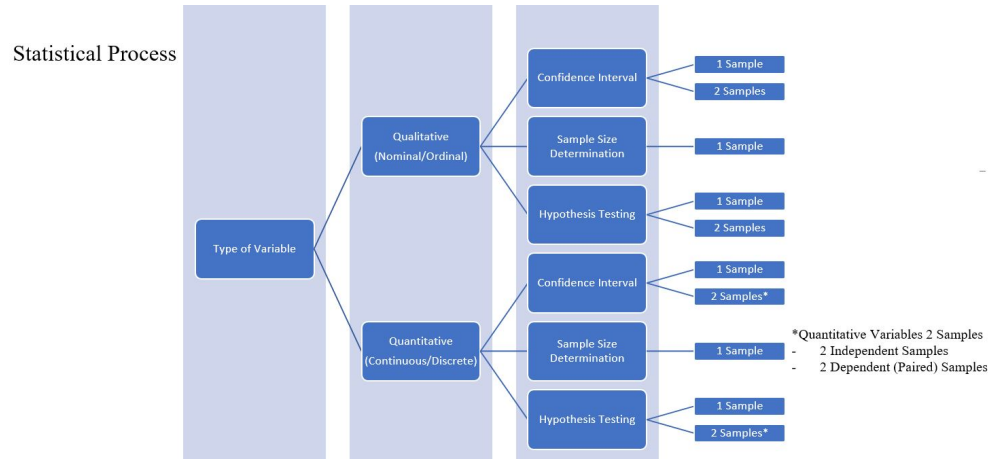 Statistical Process
Type of Variable
Qualitative
(Nominal/Ordinal)
Confidence Interval
1 Sample
2 Samples
Sample Size
Determination
1 Sample
Hypothesis Testing
1 Sample
2 Samples
Quantitative
(Continuous/Discrete)
Confidence Interval
1 Sample
2 Samples*
Sample Size
Determination
1 Sample
Hypothesis Testing
1 Sample
2 Samples*
*Quantitative Variables 2 Samples
- 2 Independent Samples
- 2 Dependent (Paired) Samples